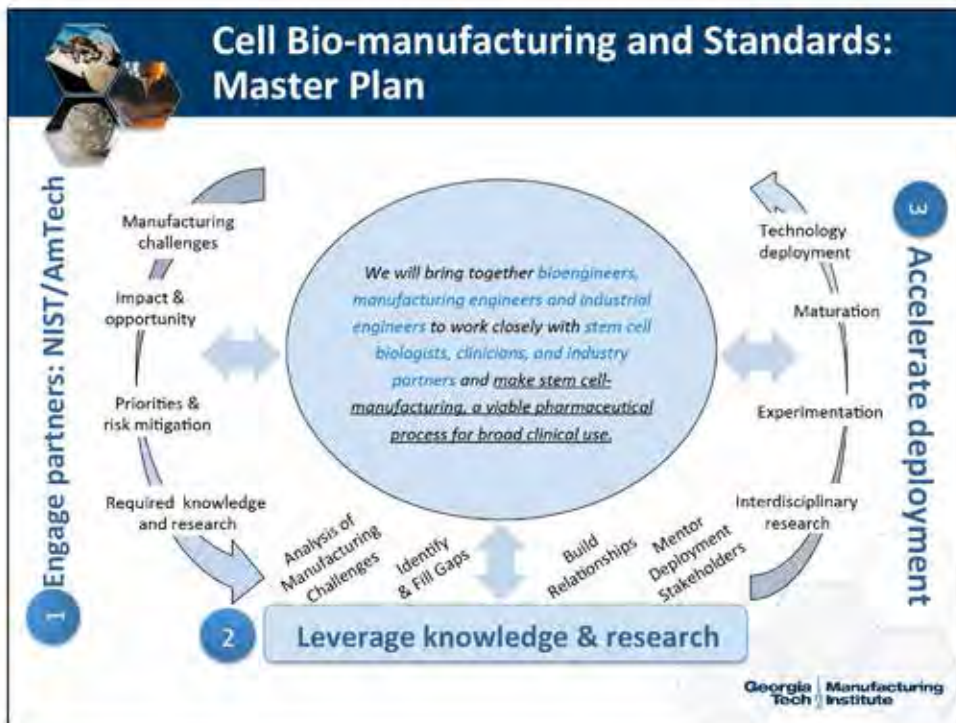 Cell Bio-manufacturing and Standards:
Master Plan
1
Engage partners: NIST/AmTech
Manufacturing
challenges
Impact &
opportunity
Priorities &
risk mitigation
Required knowledge
and research
We will bring together bioengineers,
manufacturing engineers and industrial
engineers to work closely with stem cell
biologists, clinicians, and industry
partners and make stem cell-
manufacturing, a viable pharmaceutical
process for broad clinical use.
Analysis of
Manufacturing
Challenges
Identify
& Fill Gaps
Build
Relationships
Mentor
Deployment
Stakeholders
2
Leverage knowledge & research
Technology
deployment
Maturation
Experimentation
Interdisciplinary
research
3
Accelerate deployment
Georgia Tech
Manufacturing Institute